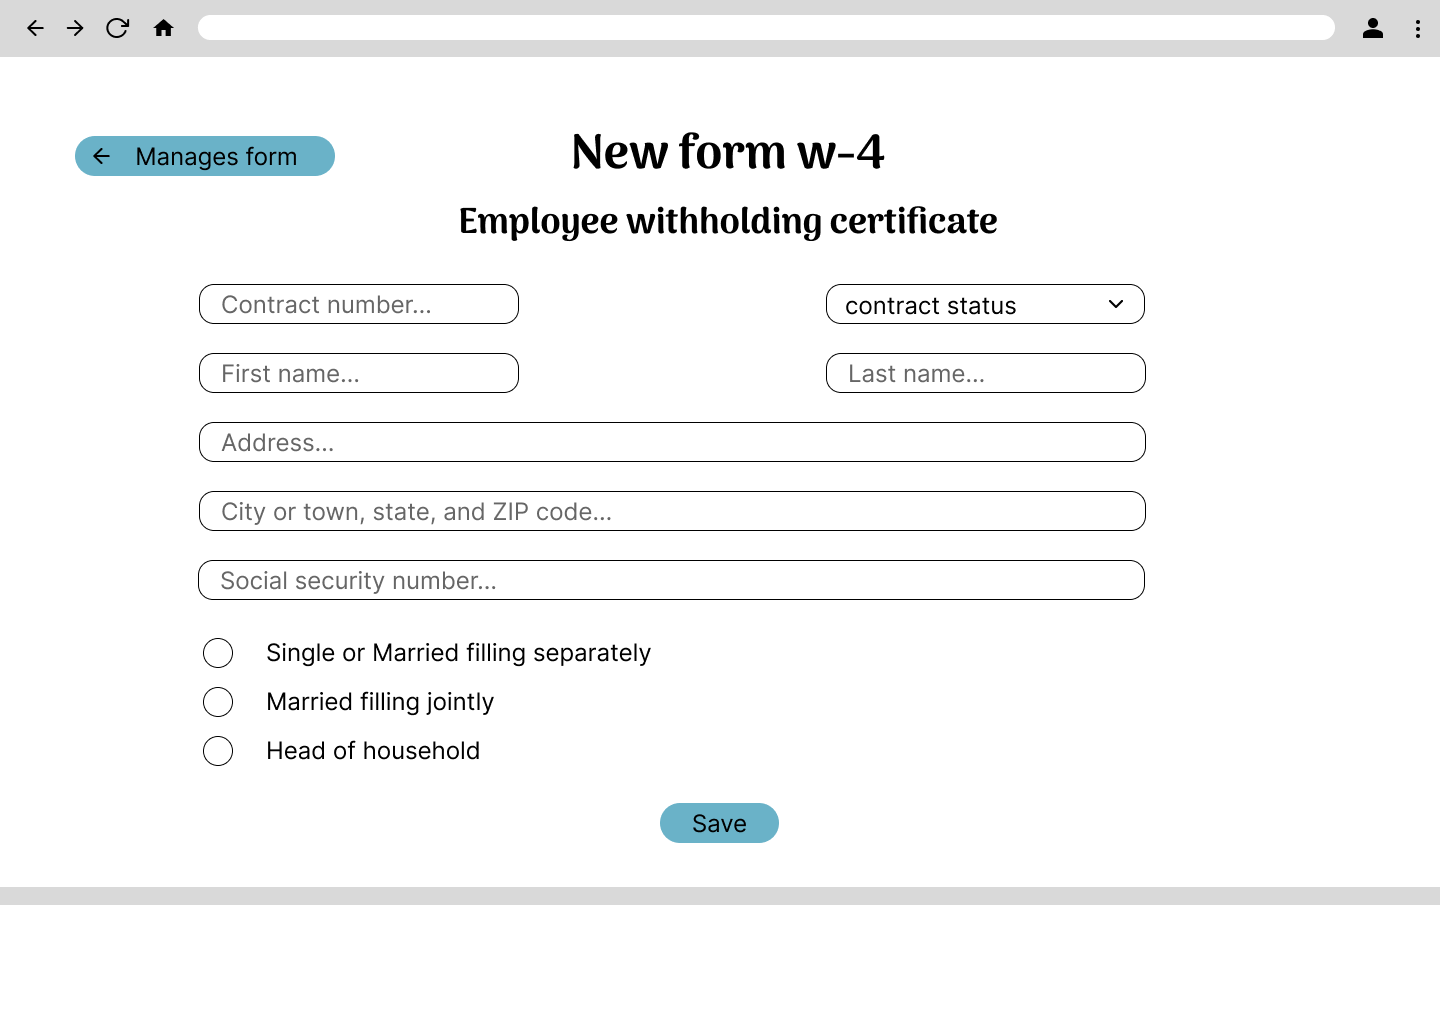 Manages form
New form w-4
Employee withholding certificate
Contract number...
contract status
First name...
Last name...
Address...
City or town, state, and ZIP code...
Social security number...
Single or Married filling separately
Married filling jointly
Head of household
Save